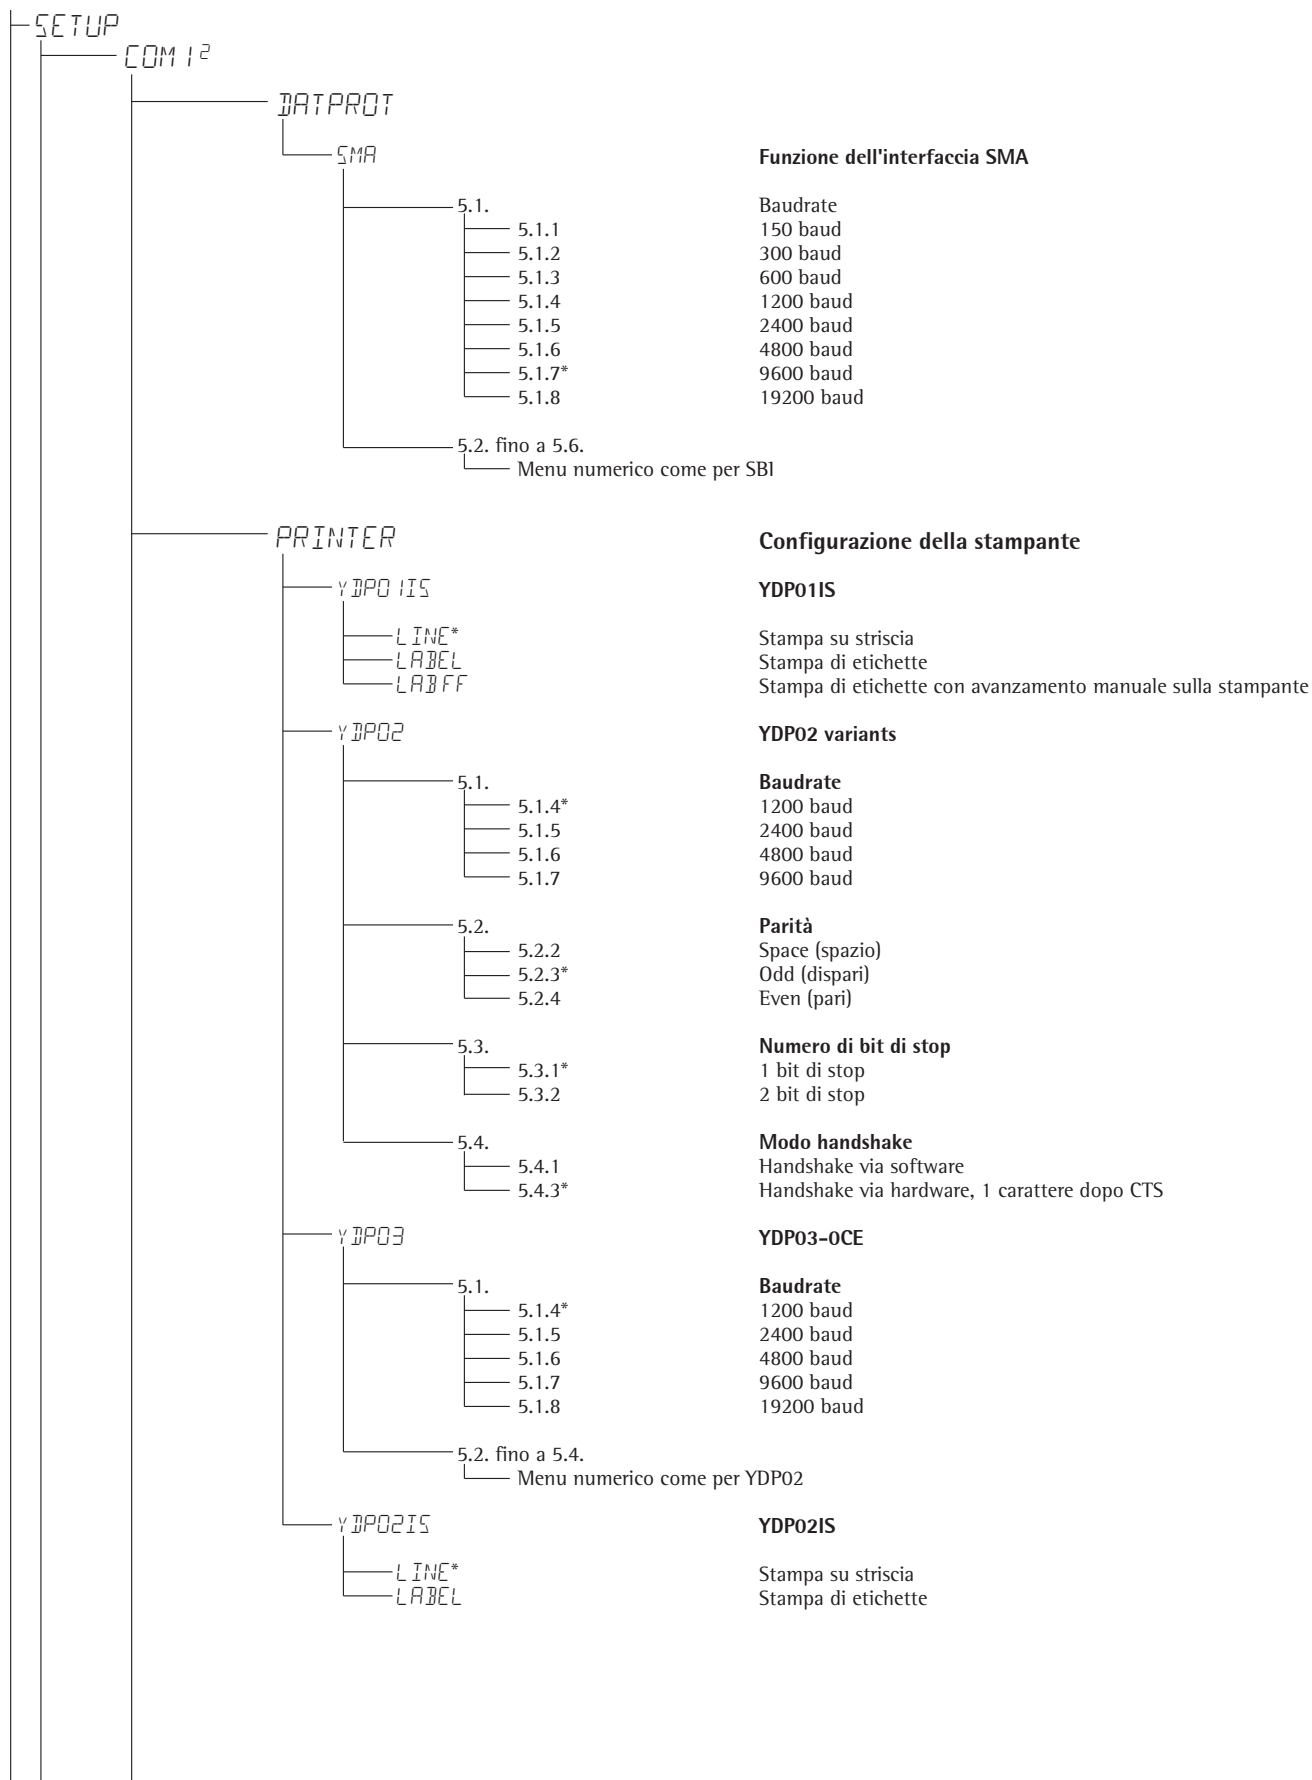 SETUP
COM 1²
DATPROT
SMA Funzione dell'interfaccia SMA
5.1. Baudrate
5.1.1 150 baud
5.1.2 300 baud
5.1.3 600 baud
5.1.4 1200 baud
5.1.5 2400 baud
5.1.6 4800 baud
5.1.7* 9600 baud
5.1.8 19200 baud
5.2. fino a 5.6.
Menu numerico come per SBI
PRINTER Configurazione della stampante
YDP01IS YDP01IS
LINE* Stampa su striscia
LABEL Stampa di etichette
LABFF Stampa di etichette con avanzamento manuale sulla stampante
YDP02 YDP02 variants
5.1. Baudrate
5.1.4* 1200 baud
5.1.5 2400 baud
5.1.6 4800 baud
5.1.7 9600 baud
5.2. Parità
5.2.2 Space (spazio)
5.2.3* Odd (dispari)
5.2.4 Even (pari)
5.3. Numero di bit di stop
5.3.1* 1 bit di stop
5.3.2 2 bit di stop
5.4. Modo handshake
5.4.1 Handshake via software
5.4.3* Handshake via hardware, 1 carattere dopo CTS
YDP03 YDP03-0CE
5.1. Baudrate
5.1.4* 1200 baud
5.1.5 2400 baud
5.1.6 4800 baud
5.1.7 9600 baud
5.1.8 19200 baud
5.2. fino a 5.4.
Menu numerico come per YDP02
YDP02IS YDP02IS
LINE* Stampa su striscia
LABEL Stampa di etichette